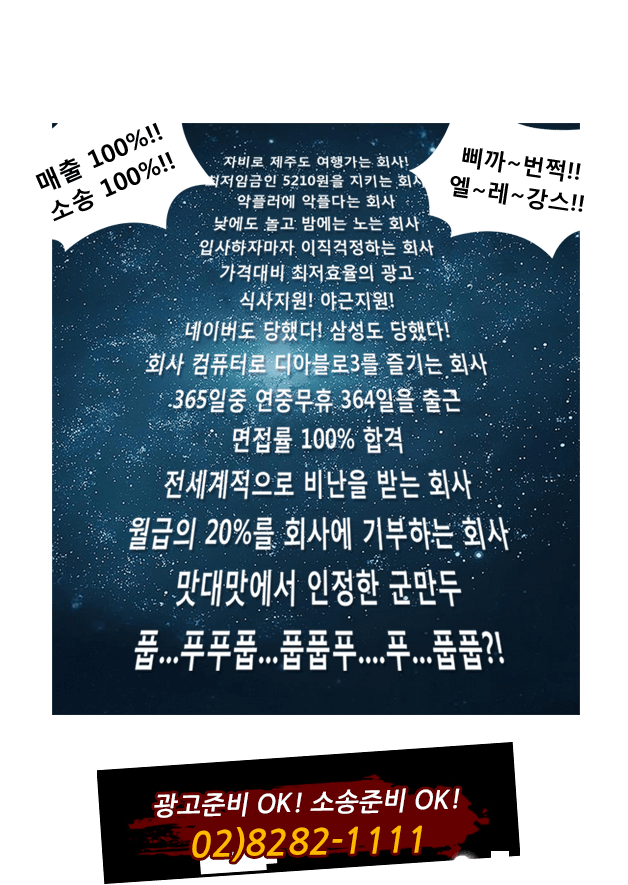 매출 100%!!
소송 100%!!
삐까~번쩍!!
엘~레~강스!!
자비로 제주도 여행가는 회사!
최저임금인 5210원을 지키는 회사
악플러에 악플다는 회사
낮에도 놀고 밤에는 노는 회사
입사하자마자 이직걱정하는 회사
가격대비 최저효율의 광고
식사지원! 야근지원!
네이버도 당했다! 삼성도 당했다!
회사 컴퓨터로 디아블로3를 즐기는 회사
365일중 연중무휴 364일을 출근
면접률 100% 합격
전세계적으로 비난을 받는 회사
월급의 20%를 회사에 기부하는 회사
맛대맛에서 인정한 군만두
풉...푸푸풉...풉풉푸....푸...풉풉?!
광고준비 OK! 소송준비 OK!
02)8282-1111